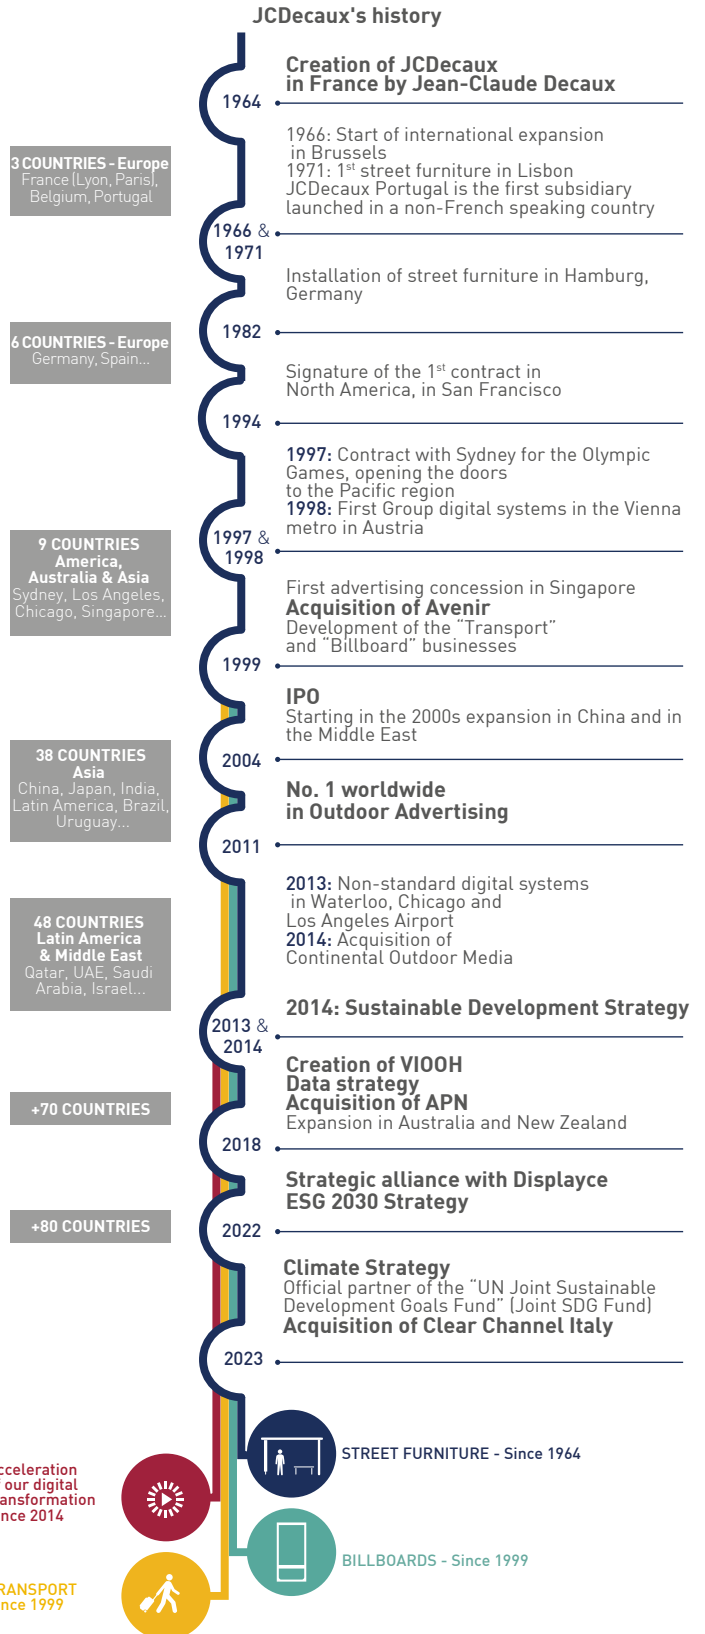 JCDecaux's history
Creation of JCDecaux
in France by Jean-Claude Decaux
1964
1966: Start of international expansion
in Brussels
1971: 1st street furniture in Lisbon
JCDecaux Portugal is the first subsidiary
launched in a non-French speaking country
3 COUNTRIES - Europe
France (Lyon, Paris),
Belgium, Portugal
1966 &
1971
Installation of street furniture in Hamburg,
Germany
1982
6 COUNTRIES - Europe
Germany, Spain...
Signature of the 1st contract in
North America, in San Francisco
1994
1997: Contract with Sydney for the Olympic
Games, opening the doors
to the Pacific region
1998: First Group digital systems in the Vienna
metro in Austria
1997 &
1998
9 COUNTRIES
America,
Australia & Asia
Sydney, Los Angeles,
Chicago, Singapore...
First advertising concession in Singapore
Acquisition of Avenir
Development of the "Transport"
and "Billboard" businesses
1999
IPO
Starting in the 2000s expansion in China and in
the Middle East
2004
38 COUNTRIES
Asia
China, Japan, India,
Latin America, Brazil,
Uruguay...
No. 1 worldwide
in Outdoor Advertising
2011
2013: Non-standard digital systems
in Waterloo, Chicago and
Los Angeles Airport
2014: Acquisition of
Continental Outdoor Media
48 COUNTRIES
Latin America
& Middle East
Qatar, UAE, Saudi
Arabia, Israel...
2014: Sustainable Development Strategy
2013 &
2014
Creation of VIOOH
Data strategy
Acquisition of APN
Expansion in Australia and New Zealand
+70 COUNTRIES
2018
Strategic alliance with Displayce
ESG 2030 Strategy
+80 COUNTRIES
2022
Climate Strategy
Official partner of the "UN Joint Sustainable
Development Goals Fund" (Joint SDG Fund)
Acquisition of Clear Channel Italy
2023
STREET FURNITURE - Since 1964
cceleration
f our digital
ansformation
nce 2014
BILLBOARDS - Since 1999
RANSPORT
nce 1999